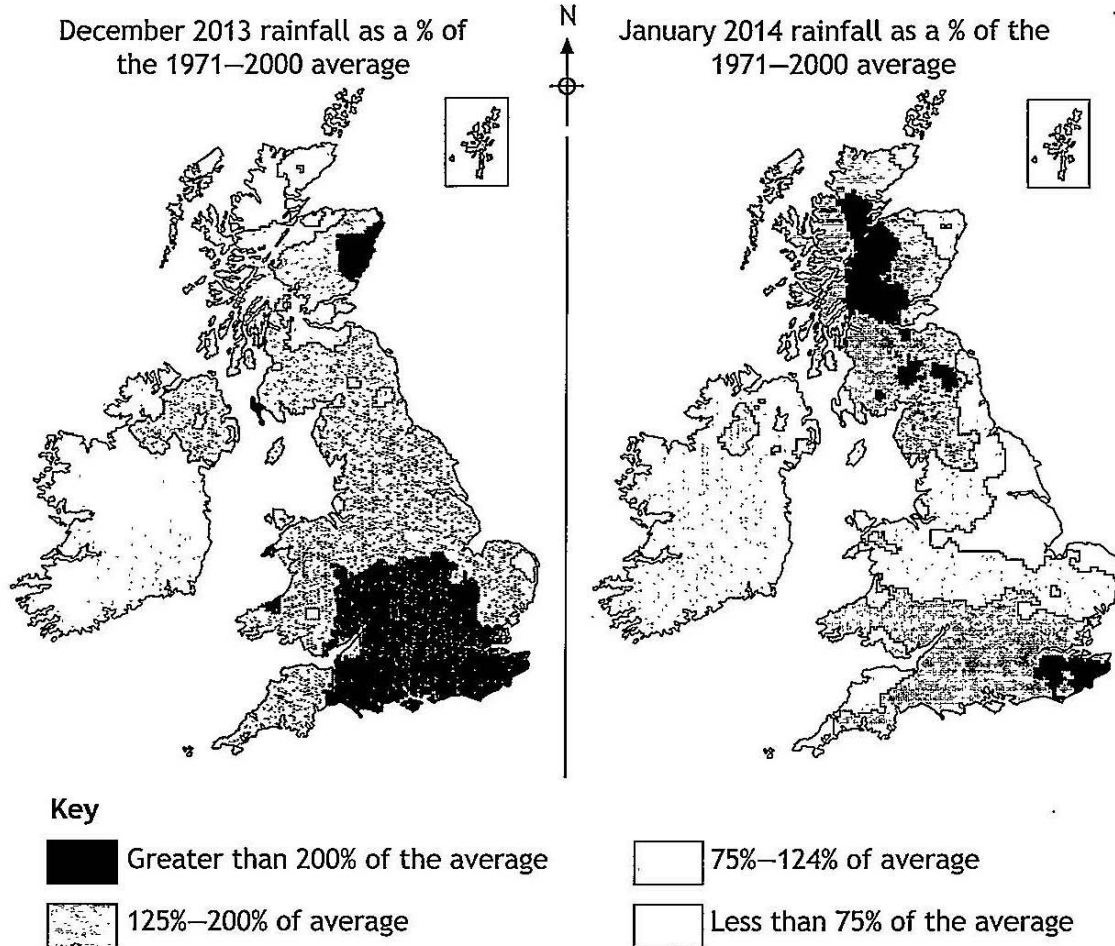 December 2013 rainfall as a % of
the 1971—2000 average
N
January 2014 rainfall as a % of the
1971—2000 average
Key
Greater than 200% of the average
125%—200% of average
75%—124% of average
Less than 75% of the average